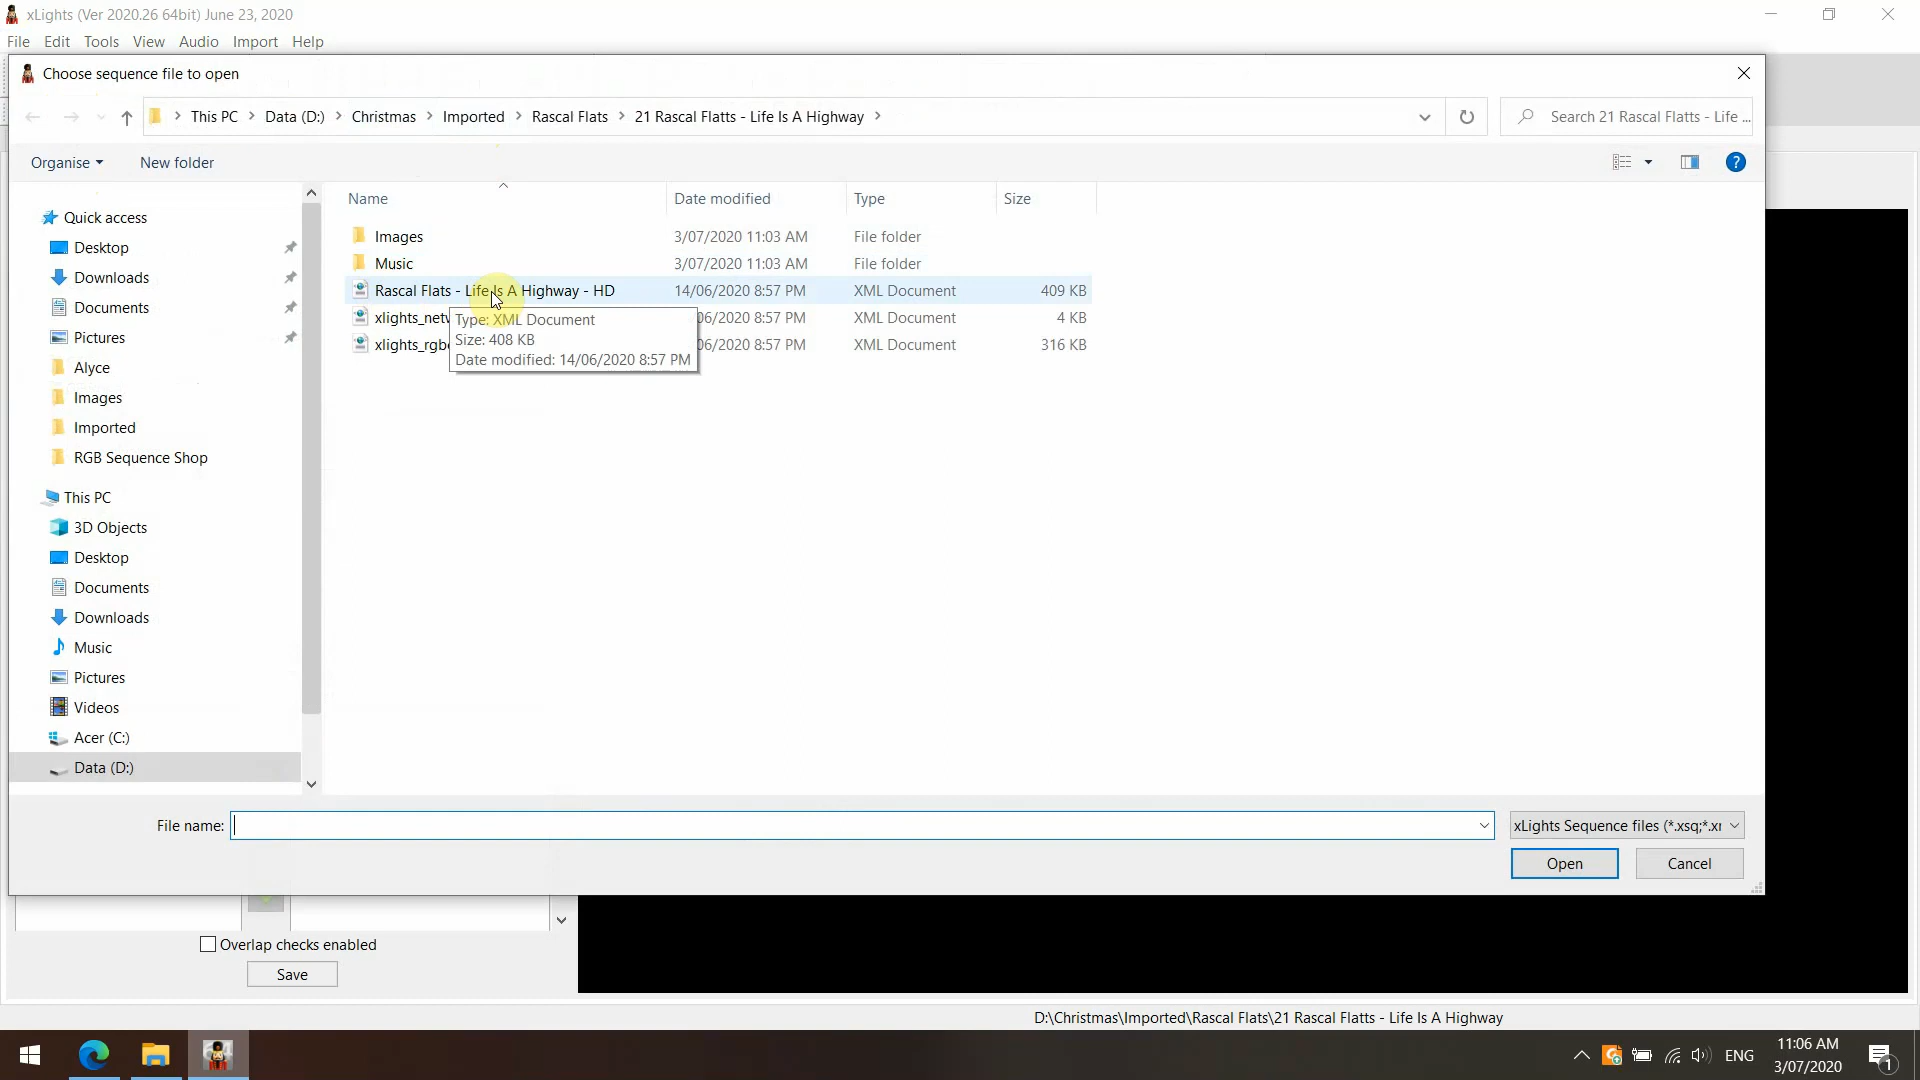 xLights (Ver 2020.26 64bit) June 23, 2020
File Edit Tools View Audio Import Help
Choose sequence file to open
This PC > Data (D:) > Christmas > Imported > Rascal Flats > 21 Rascal Flatts - Life Is A Highway >
Search 21 Rascal Flatts - Life ...
Organise New folder
Name Date modified Type Size
Quick access
Desktop
Downloads
Documents
Pictures
Alyce
Images
Imported
RGB Sequence Shop
This PC
3D Objects
Desktop
Documents
Downloads
Music
Pictures
Videos
Acer (C:)
Data (D:)
Images 3/07/2020 11:03 AM File folder
Music 3/07/2020 11:03 AM File folder
Rascal Flats - Life Is A Highway - HD 14/06/2020 8:57 PM XML Document 409 KB
xlights_netw 06/2020 8:57 PM XML Document 4 KB
xlights_rgbe 06/2020 8:57 PM XML Document 316 KB
Type: XML Document
Size: 408 KB
Date modified: 14/06/2020 8:57 PM
File name:
xLights Sequence files (*.xsq;*.x
Open Cancel
Overlap checks enabled
Save
D:\Christmas\Imported\Rascal Flats\21 Rascal Flatts - Life Is A Highway
ENG
11:06 AM
3/07/2020
1